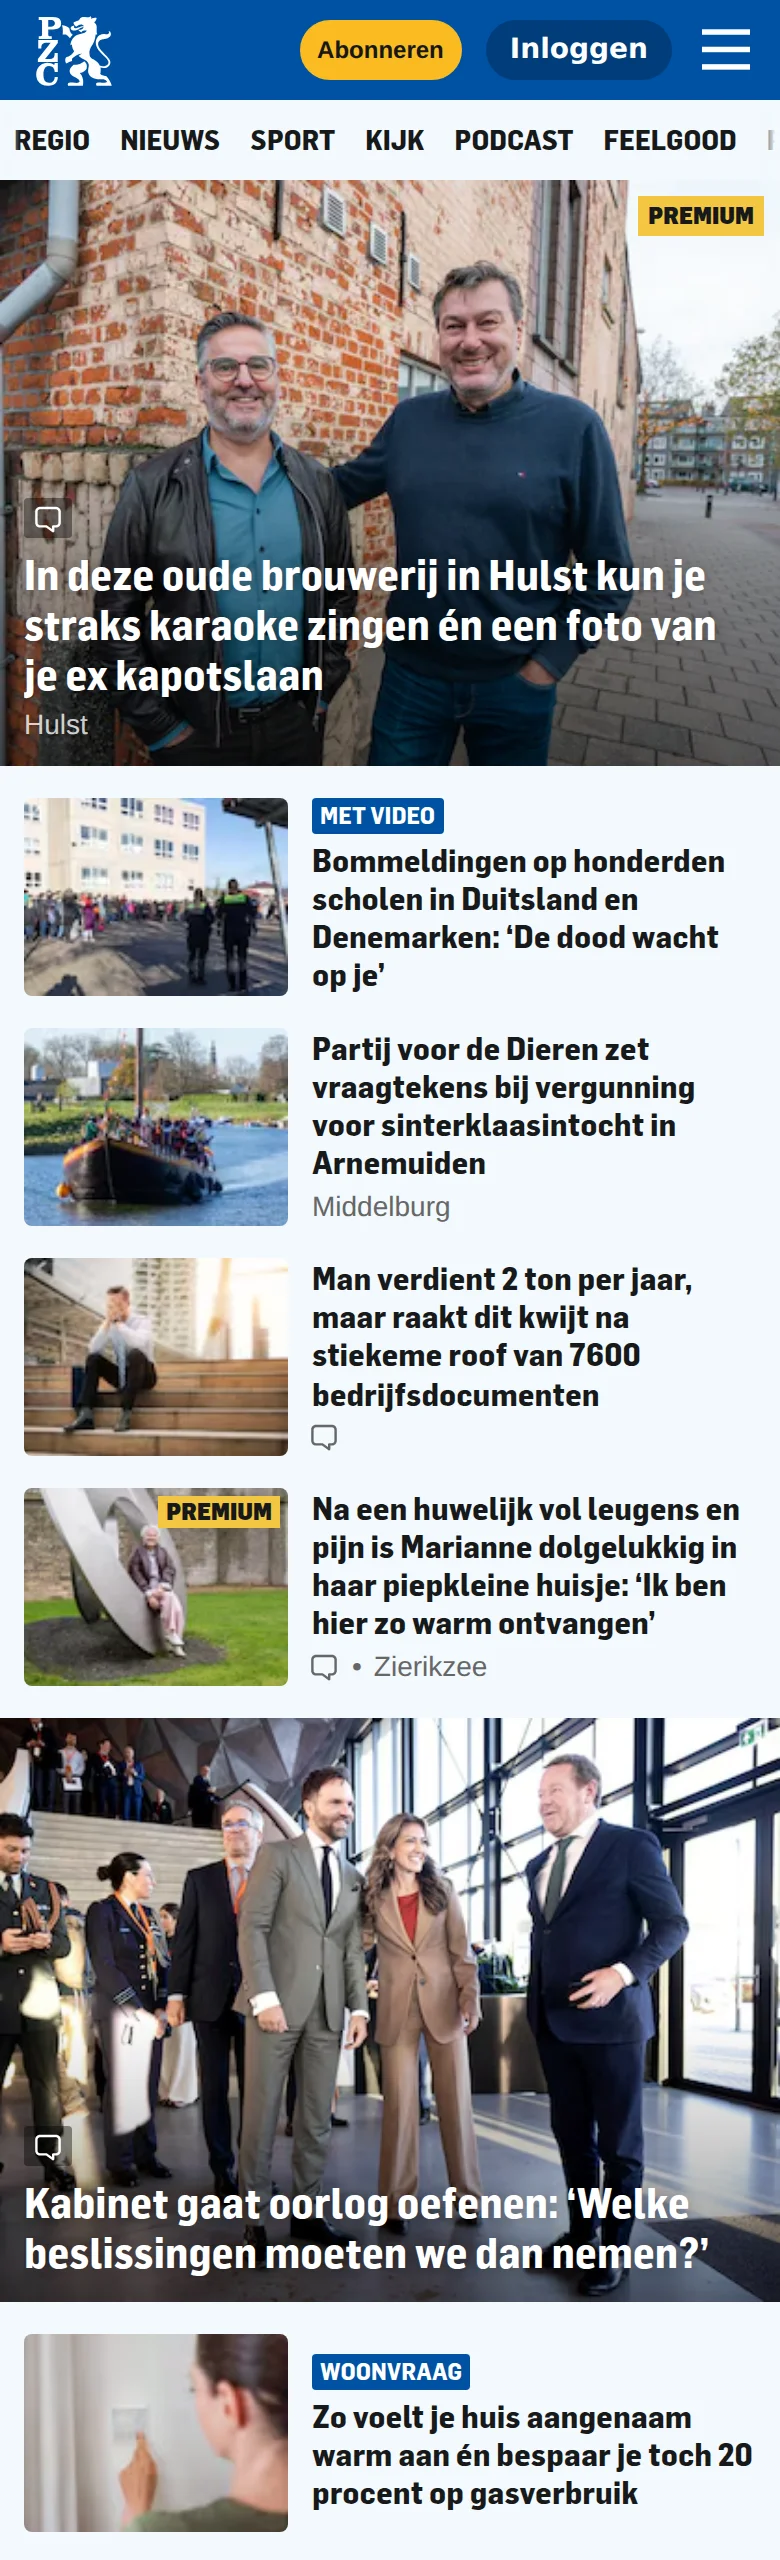 PZC
Abonneren
Inloggen
REGIO NIEUWS SPORT KIJK PODCAST FEELGOOD
PREMIUM
In deze oude brouwerij in Hulst kun je
straks karaoke zingen én een foto van
je ex kapotslaan
Hulst
MET VIDEO
Bommeldingen op honderden
scholen in Duitsland en
Denemarken: ‘De dood wacht
op je’
Partij voor de Dieren zet
vraagtekens bij vergunning
voor sinterklaasintocht in
Arnemuiden
Middelburg
Man verdient 2 ton per jaar,
maar raakt dit kwijt na
stiekeme roof van 7600
bedrijfsdocumenten
PREMIUM
Na een huwelijk vol leugens en
pijn is Marianne dolgelukkig in
haar piepkleine huisje: ‘Ik ben
hier zo warm ontvangen’
• Zierikzee
Kabinet gaat oorlog oefenen: ‘Welke
beslissingen moeten we dan nemen?’
WOONVRAAG
Zo voelt je huis aangenaam
warm aan én bespaar je toch 20
procent op gasverbruik